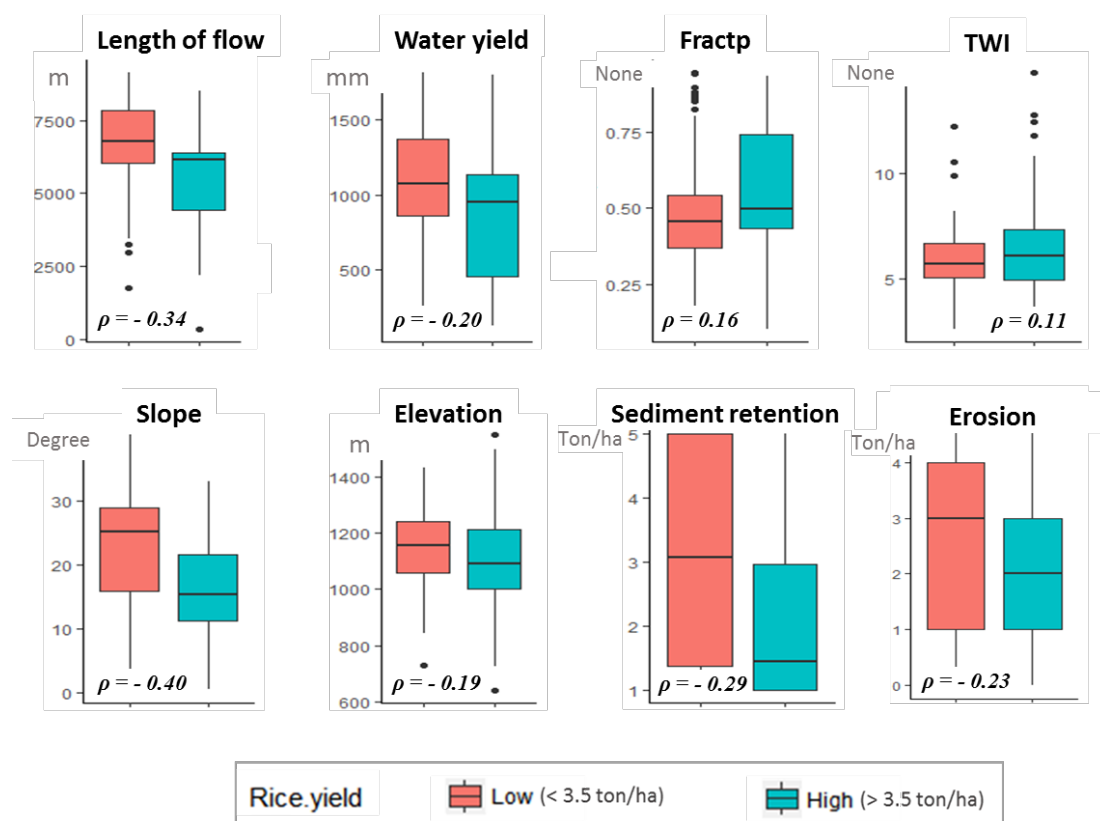 Length of flow
m
7500
5000
2500
0
ρ = - 0.34
Water yield
mm
1500
1000
500
ρ = - 0.20
Fractp
None
0.75
0.50
0.25
ρ = 0.16
TWI
None
10
5
ρ = 0.11
Slope
Degree
30
20
10
0
ρ = - 0.40
Elevation
m
1400
1200
1000
800
600
ρ = - 0.19
Sediment retention
Ton/ha
5
4
3
2
1
ρ = - 0.29
Erosion
Ton/ha
4
3
2
1
0
ρ = - 0.23
Rice.yield Low (< 3.5 ton/ha) High (> 3.5 ton/ha)